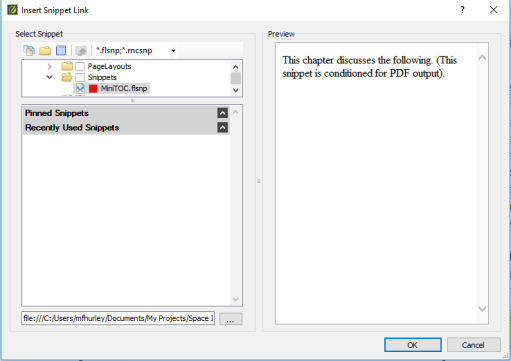 Insert Snippet Link
?
Select Snippet
Preview
*.flsnp;*.mcsnp
PageLayouts
Snippets
MiniTOC.flsnp
Pinned Snippets
Recently Used Snippets
This chapter discusses the following. (This
snippet is conditioned for PDF output).
file:///C:/Users/mfhurley/Documents/My Projects/Space I
...
OK
Cancel